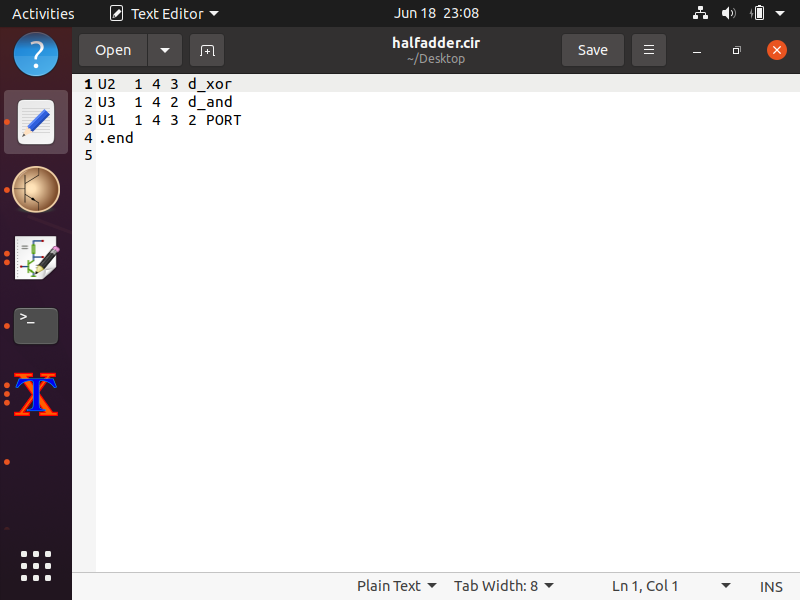 Activities Text Editor Jun 18 23:08
Open halfadder.cir Save
~/Desktop
1 U2  1 4 3 d_xor
2 U3  1 4 2 d_and
3 U1  1 4 3 2 PORT
4 .end
5
>_
Plain Text Tab Width: 8 Ln 1, Col 1 INS